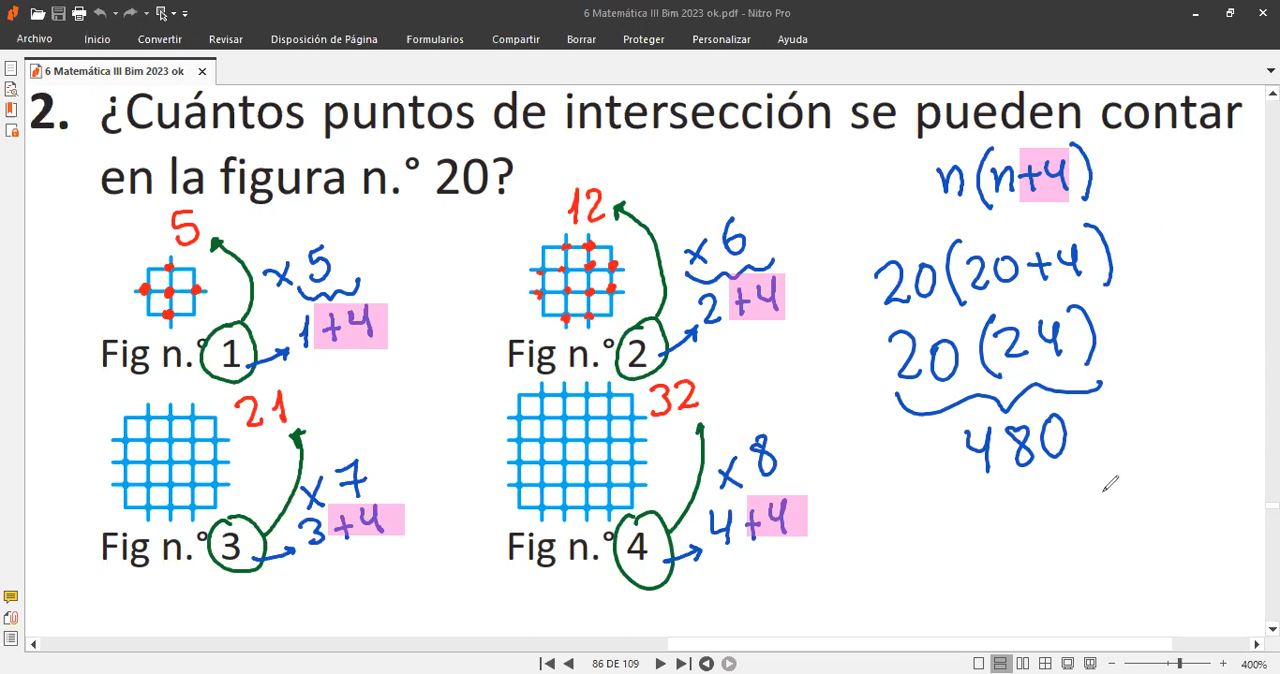 6 Matemática III Bim 2023 ok.pdf - Nitro Pro
Archivo Inicio Convertir Revisar Disposición de Página Formularios Compartir Borrar Proteger Personalizar Ayuda
6 Matemática III Bim 2023 ok
2. ¿Cuántos puntos de intersección se pueden contar
en la figura n.° 20?
5
x 5
1 +4
Fig n.° 1
12
x 6
2 +4
Fig n.° 2
21
x 7
3 +4
Fig n.° 3
32
x 8
4 +4
Fig n.° 4
n(n+4)
20(20+4)
20(24)
480
86 DE 109
400%